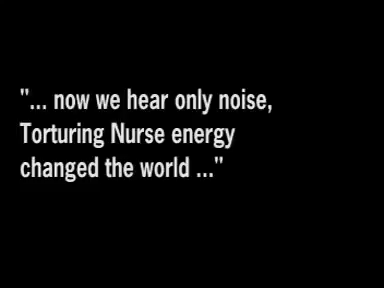 "... now we hear only noise,
Torturing Nurse energy
changed the world ..."